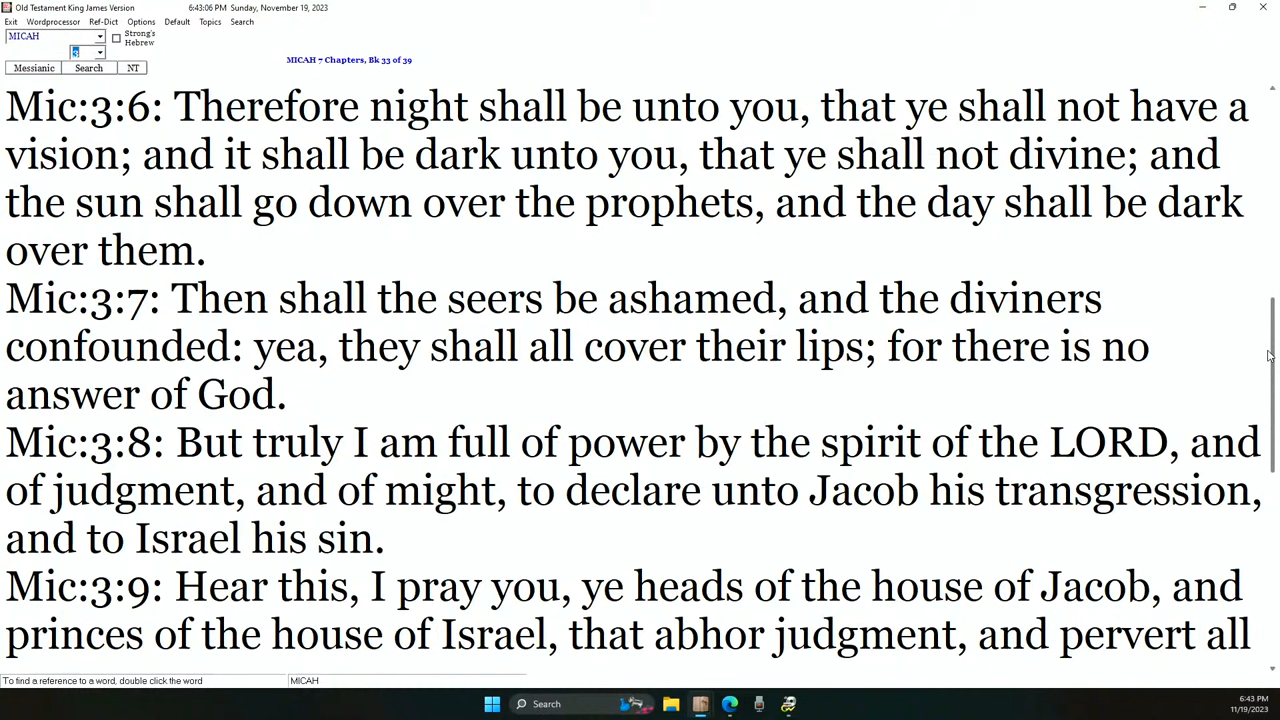 Old Testament King James Version 6:43:06 PM Sunday, November 19, 2023
Exit Wordprocessor Ref-Dict Options Default Topics Search
MICAH
Strong's
Hebrew
3
MICAH 7 Chapters, Bk 33 of 39
Messianic Search NT
Mic:3:6: Therefore night shall be unto you, that ye shall not have a
vision; and it shall be dark unto you, that ye shall not divine; and
the sun shall go down over the prophets, and the day shall be dark
over them.
Mic:3:7: Then shall the seers be ashamed, and the diviners
confounded: yea, they shall all cover their lips; for there is no
answer of God.
Mic:3:8: But truly I am full of power by the spirit of the LORD, and
of judgment, and of might, to declare unto Jacob his transgression,
and to Israel his sin.
Mic:3:9: Hear this, I pray you, ye heads of the house of Jacob, and
princes of the house of Israel, that abhor judgment, and pervert all
To find a reference to a word, double click the word MICAH
Search
6:43 PM
11/19/2023